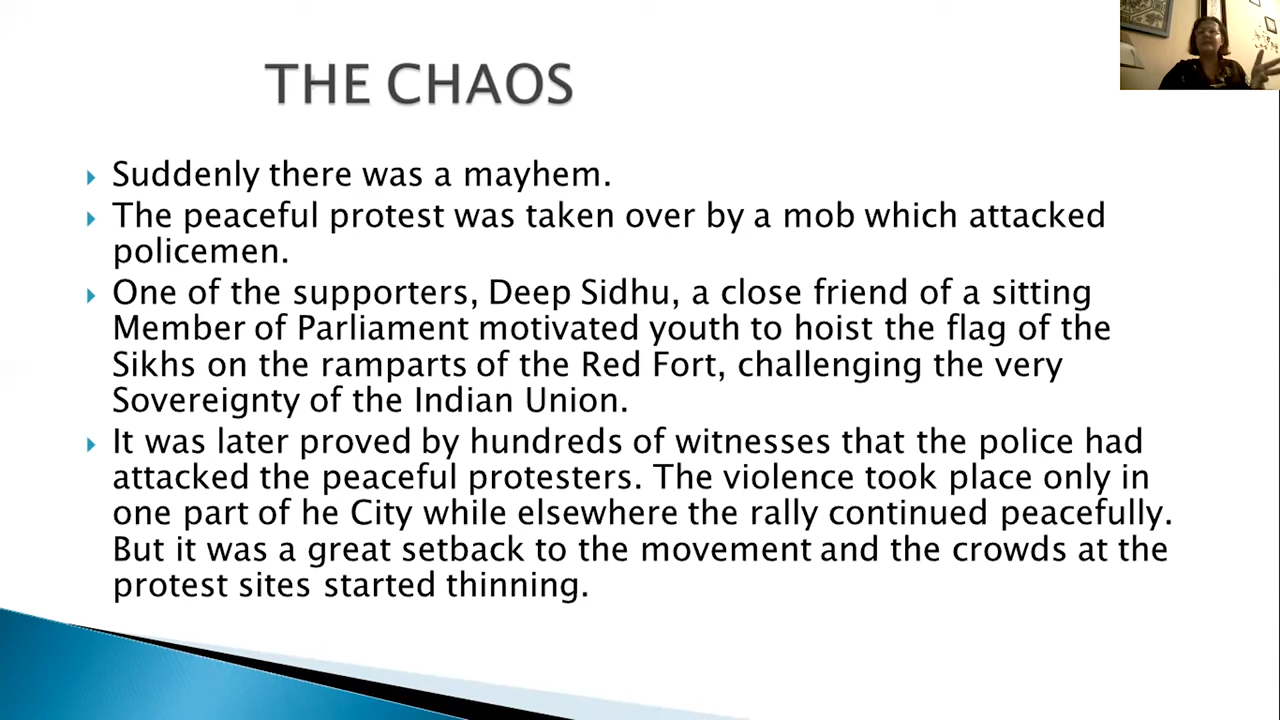 THE CHAOS
Suddenly there was a mayhem.
The peaceful protest was taken over by a mob which attacked
policemen.
One of the supporters, Deep Sidhu, a close friend of a sitting
Member of Parliament motivated youth to hoist the flag of the
Sikhs on the ramparts of the Red Fort, challenging the very
Sovereignty of the Indian Union.
It was later proved by hundreds of witnesses that the police had
attacked the peaceful protesters. The violence took place only in
one part of he City while elsewhere the rally continued peacefully.
But it was a great setback to the movement and the crowds at the
protest sites started thinning.